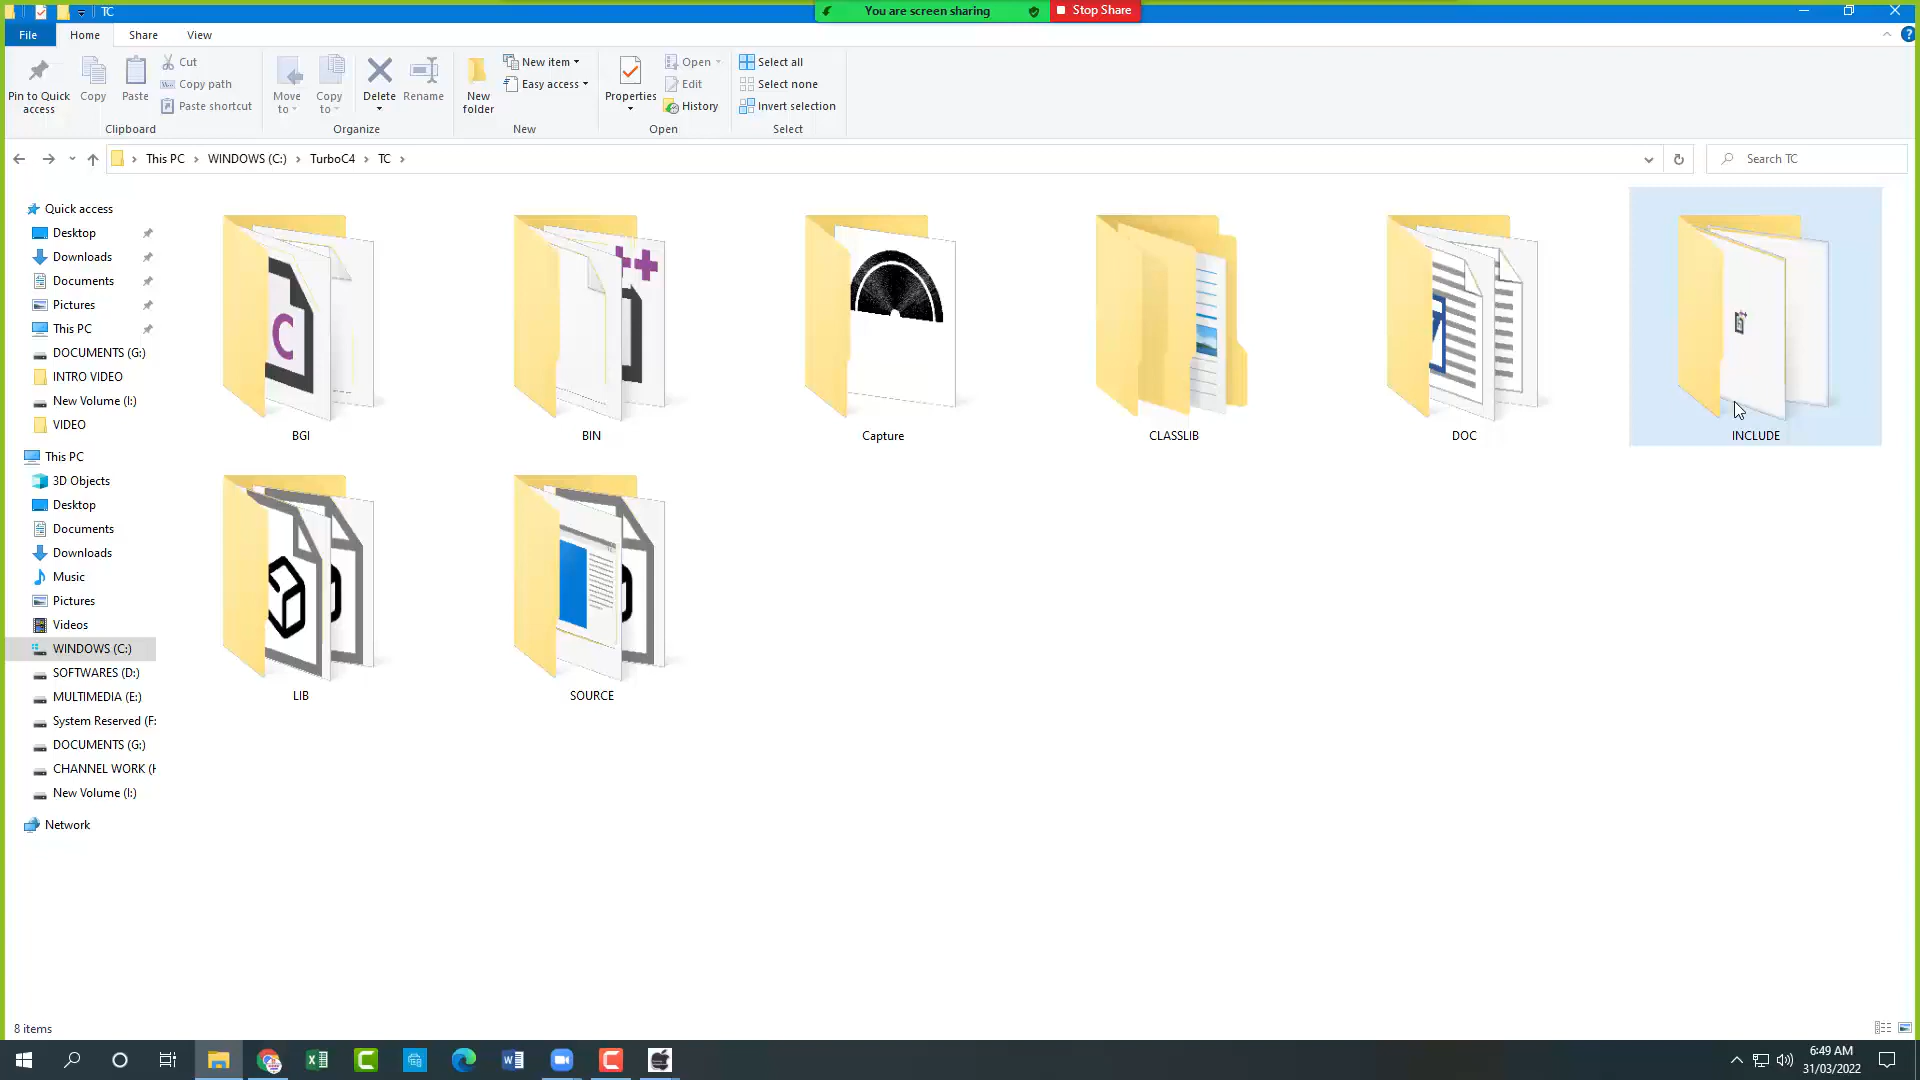 TC
You are screen sharing
Stop Share
File
Home
Share
View
?
Pin to Quick access
Copy
Paste
Cut
Copy path
Paste shortcut
Clipboard
Move to
Copy to
Delete
Rename
Organize
New folder
New item
Easy access
New
Properties
Open
Edit
History
Open
Select all
Select none
Invert selection
Select
This PC
WINDOWS (C:)
TurboC4
TC
Search TC
Quick access
Desktop
Downloads
Documents
Pictures
This PC
DOCUMENTS (G:)
INTRO VIDEO
New Volume (I:)
VIDEO
This PC
3D Objects
Desktop
Documents
Downloads
Music
Pictures
Videos
WINDOWS (C:)
SOFTWARES (D:)
MULTIMEDIA (E:)
System Reserved (F:
DOCUMENTS (G:)
CHANNEL WORK (H
New Volume (I:)
Network
C
BGI
++
BIN
Capture
CLASSLIB
DOC
INCLUDE
LIB
SOURCE
8 items
6:49 AM
31/03/2022